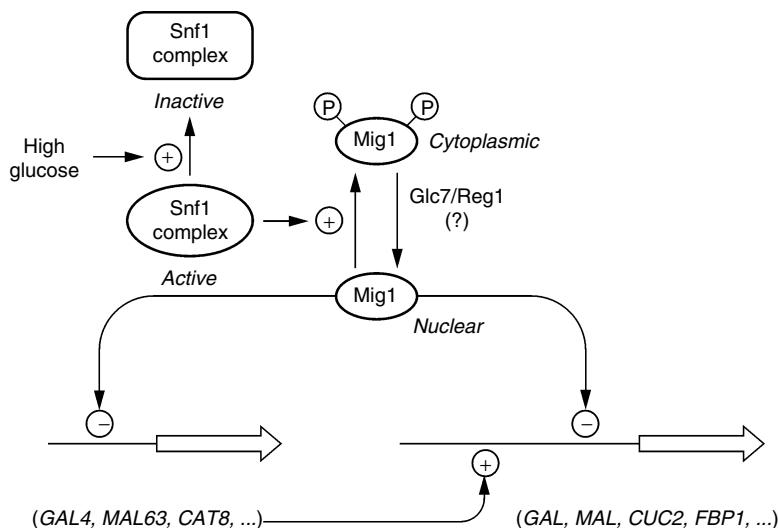 Snf1
complex
Inactive
High
glucose
+
Snf1
complex
Active
+
P
P
Mig1
Cytoplasmic
Glc7/Reg1
(?)
Mig1
Nuclear
−
−
+
(GAL4, MAL63, CAT8, ...)
(GAL, MAL, CUC2, FBP1, ...)